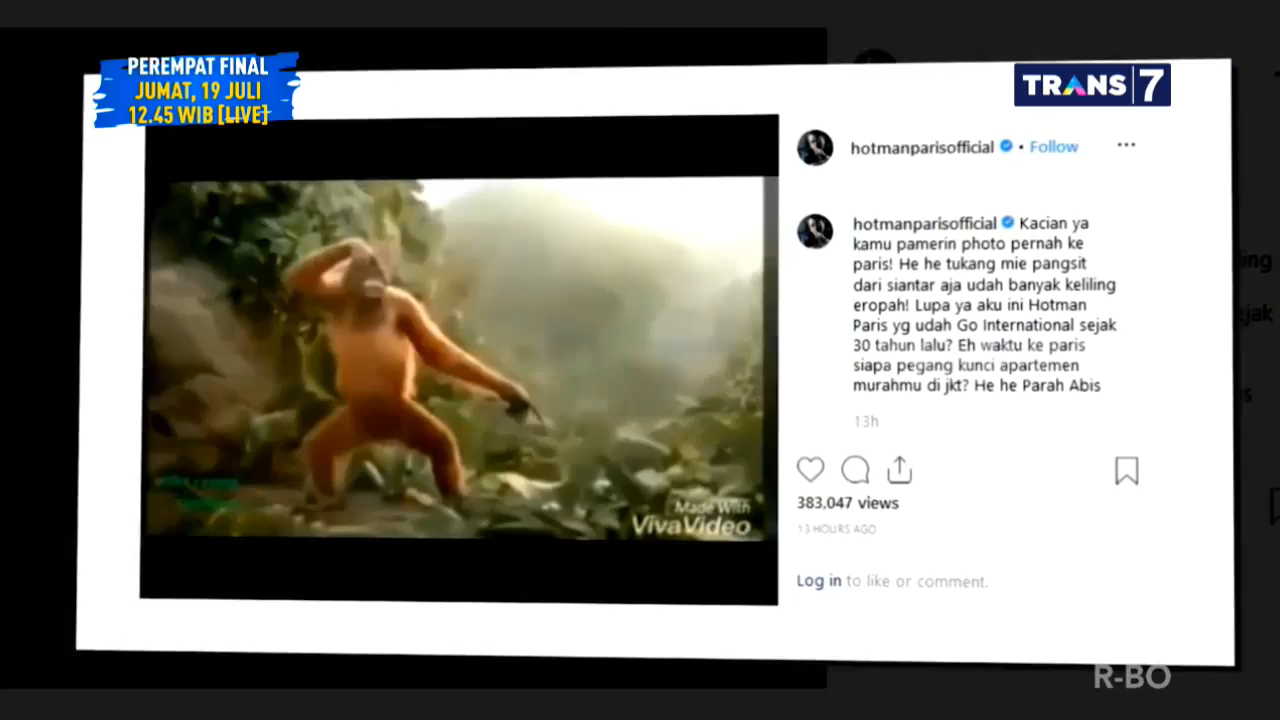 PEREMPAT FINAL
JUMAT, 19 JULI
12.45 WIB [LIVE]
TRANS|7
hotmanparisofficial • Follow ...
hotmanparisofficial Kacian ya
kamu pamerin photo pernah ke
paris! He he tukang mie pangsit
dari siantar aja udah banyak keliling
eropah! Lupa ya aku ini Hotman
Paris yg udah Go International sejak
30 tahun lalu? Eh waktu ke paris
siapa pegang kunci apartemen
murahmu di jkt? He he Parah Abis
13h
383,047 views
13 HOURS AGO
Log in to like or comment.
Made With
VivaVideo
R-BO